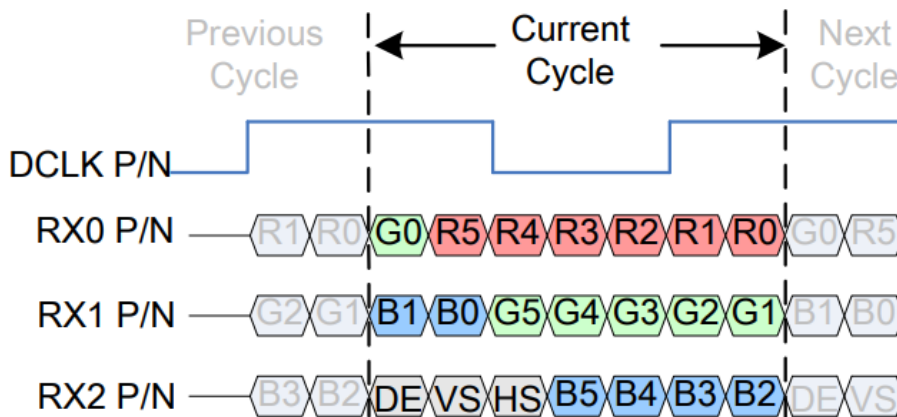 Previous Cycle
Current Cycle
Next Cycle
DCLK P/N
RX0 P/N R1 R0 G0 R5 R4 R3 R2 R1 R0 G0 R5
RX1 P/N G2 G1 B1 B0 G5 G4 G3 G2 G1 B1 B0
RX2 P/N B3 B2 DE VS HS B5 B4 B3 B2 DE VS